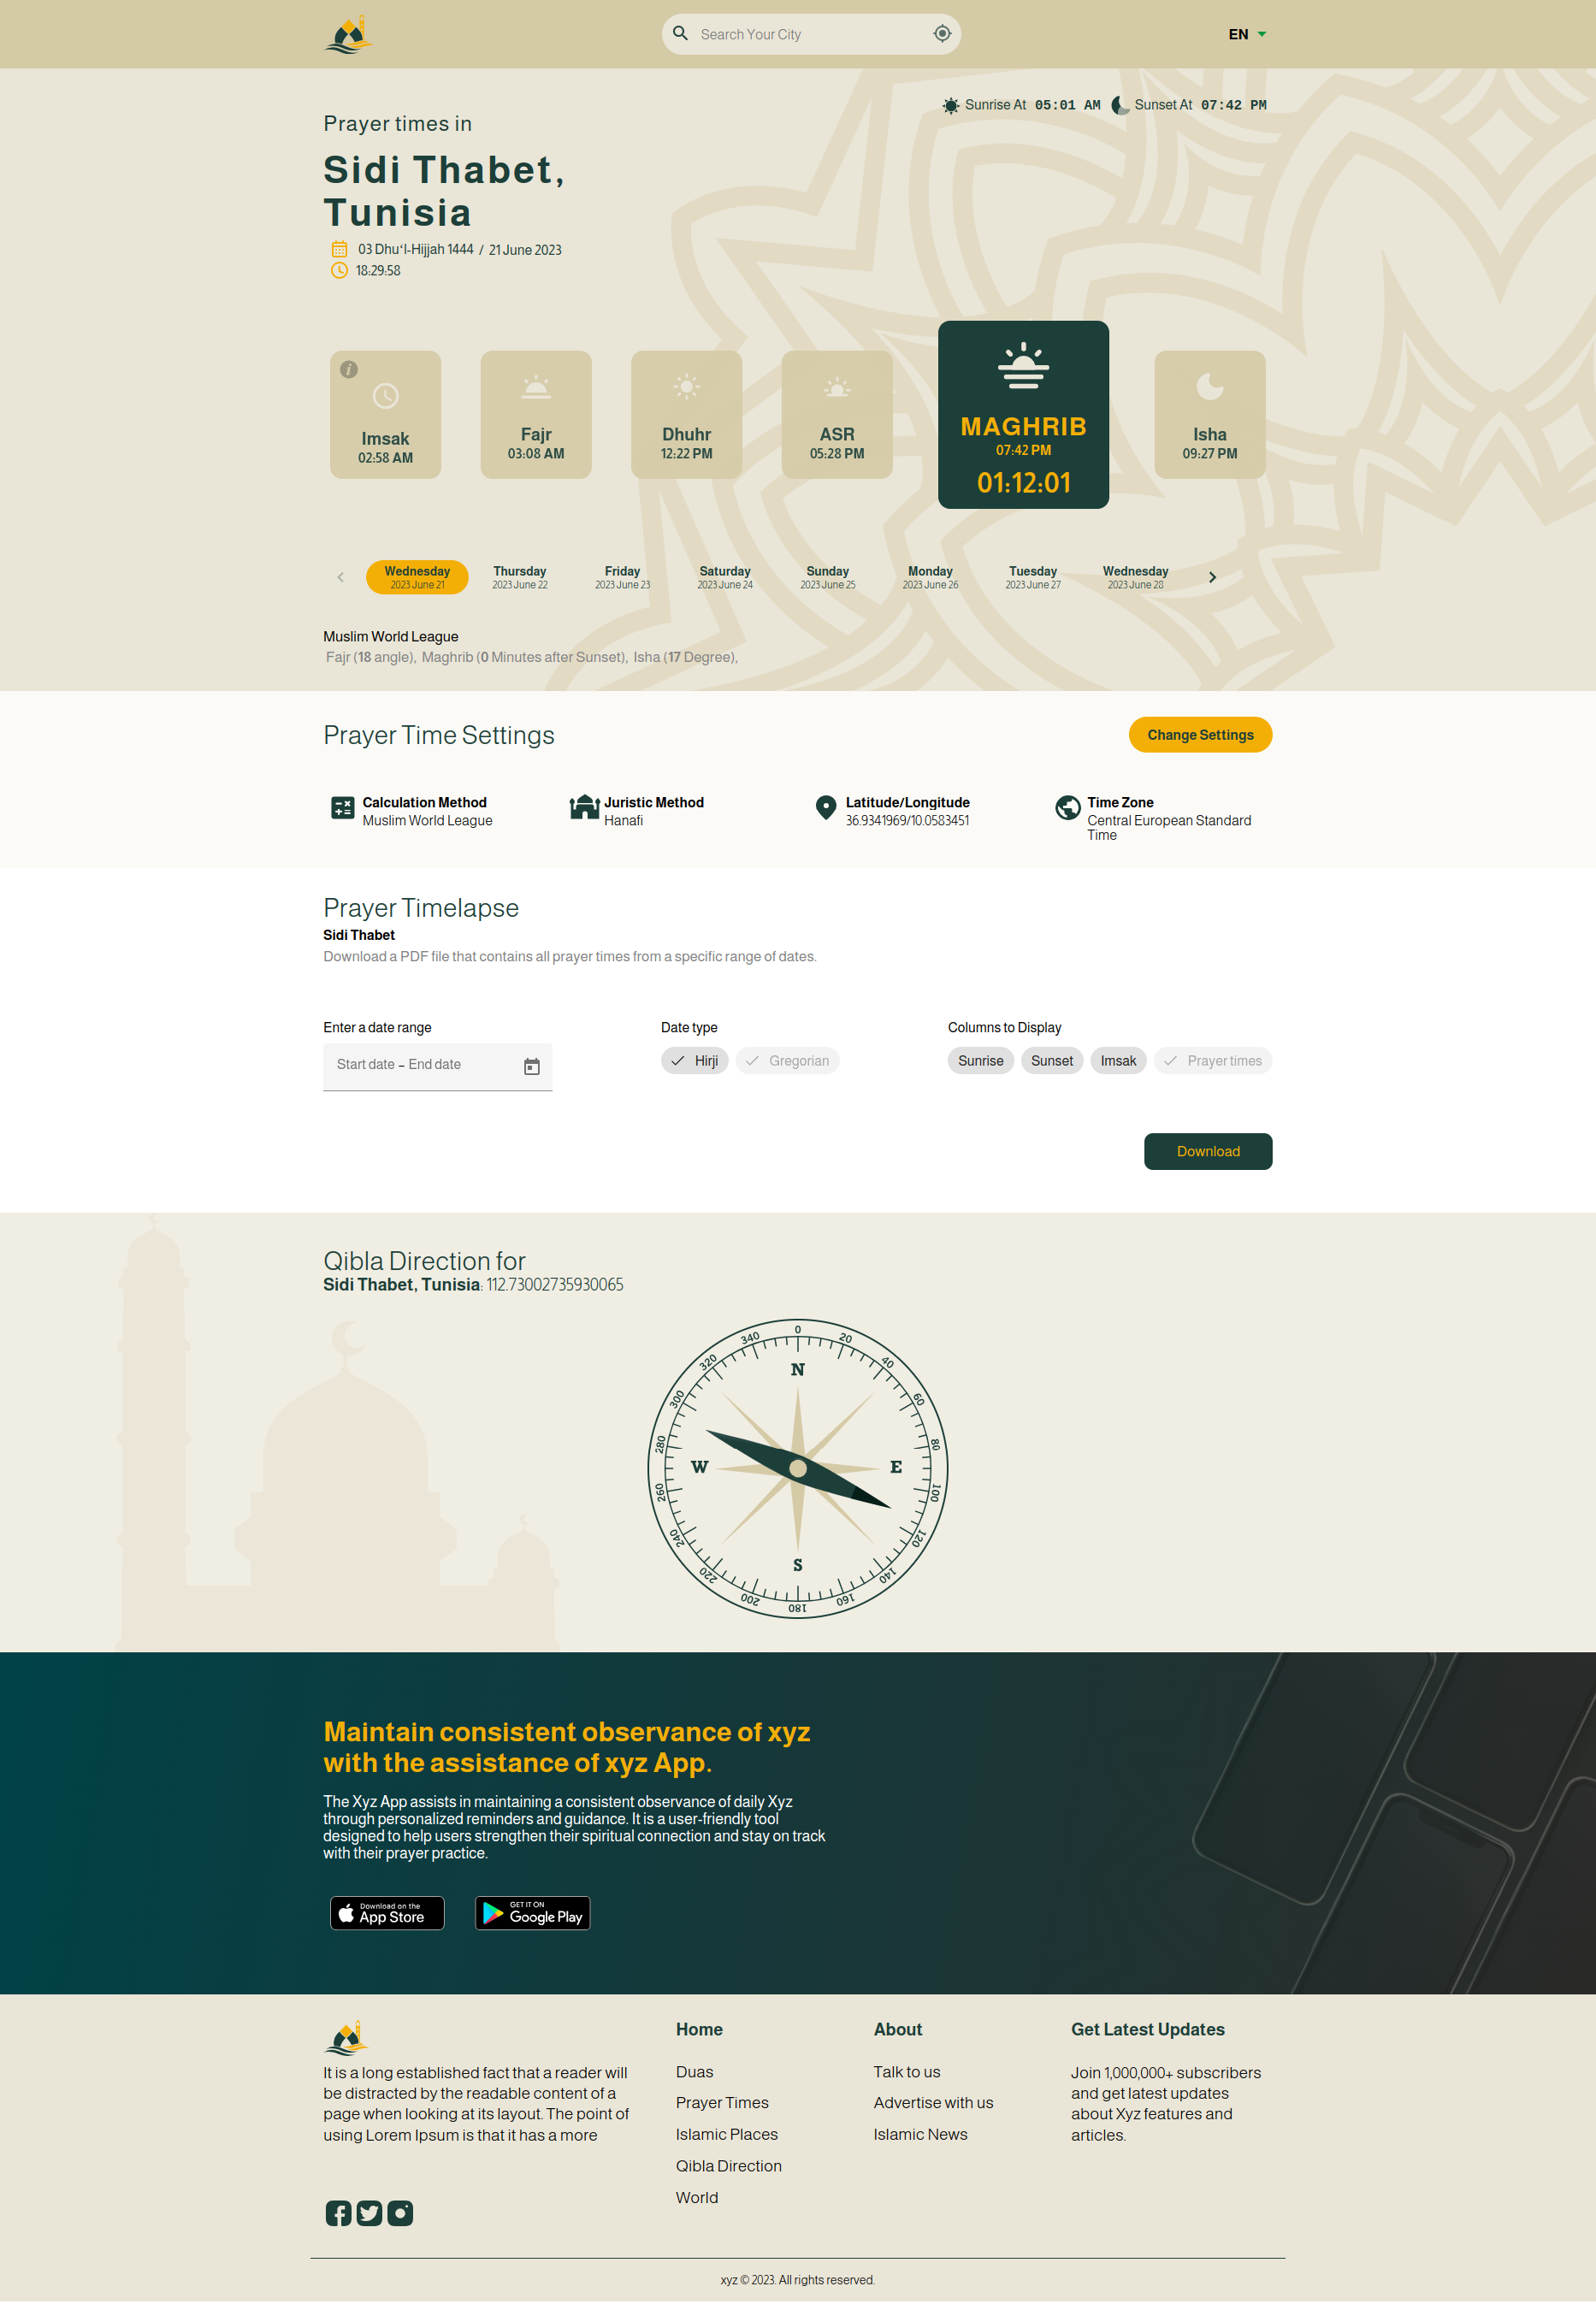 Search Your City
EN
Sunrise At 05:01 AM Sunset At 07:42 PM
Prayer times in
Sidi Thabet,
Tunisia
03 Dhuʻl-Hijjah 1444 / 21 June 2023
18:29:58
i
Imsak
02:58 AM
Fajr
03:08 AM
Dhuhr
12:22 PM
ASR
05:28 PM
MAGHRIB
07:42 PM
01:12:01
Isha
09:27 PM
Wednesday
2023 June 21
Thursday
2023 June 22
Friday
2023 June 23
Saturday
2023 June 24
Sunday
2023 June 25
Monday
2023 June 26
Tuesday
2023 June 27
Wednesday
2023 June 28
Muslim World League
Fajr (18 angle), Maghrib (0 Minutes after Sunset), Isha (17 Degree),
Prayer Time Settings
Change Settings
Calculation Method
Muslim World League
Juristic Method
Hanafi
Latitude/Longitude
36.9341969/10.0583451
Time Zone
Central European Standard
Time
Prayer Timelapse
Sidi Thabet
Download a PDF file that contains all prayer times from a specific range of dates.
Enter a date range
Start date – End date
Date type
Hirji Gregorian
Columns to Display
Sunrise Sunset Imsak Prayer times
Download
Qibla Direction for
Sidi Thabet, Tunisia: 112.73002735930065
0
20
40
60
80
100
120
140
160
180
200
220
240
260
280
300
320
340
N
E
S
W
Maintain consistent observance of xyz
with the assistance of xyz App.
The Xyz App assists in maintaining a consistent observance of daily Xyz
through personalized reminders and guidance. It is a user-friendly tool
designed to help users strengthen their spiritual connection and stay on track
with their prayer practice.
Download on the
App Store
GET IT ON
Google Play
It is a long established fact that a reader will
be distracted by the readable content of a
page when looking at its layout. The point of
using Lorem Ipsum is that it has a more
Home
Duas
Prayer Times
Islamic Places
Qibla Direction
World
About
Talk to us
Advertise with us
Islamic News
Get Latest Updates
Join 1,000,000+ subscribers
and get latest updates
about Xyz features and
articles.
xyz © 2023. All rights reserved.